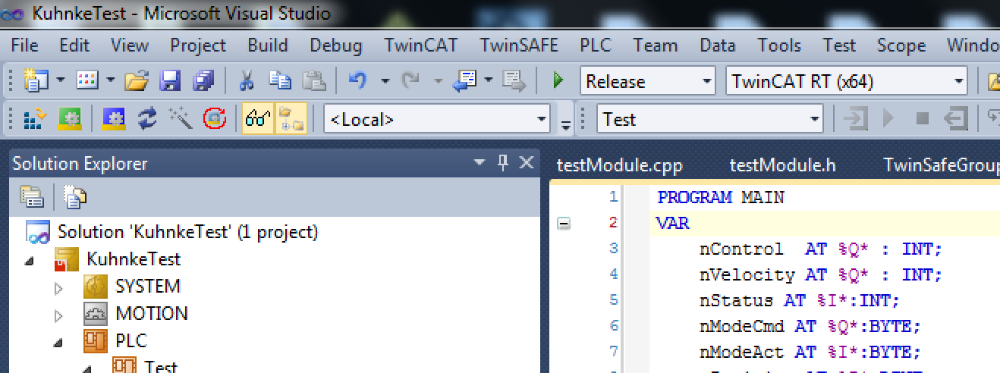 KuhnkeTest - Microsoft Visual Studio
File Edit View Project Build Debug TwinCAT TwinSAFE PLC Team Data Tools Test Scope Windo
Release TwinCAT RT (x64)
<Local> Test
Solution Explorer
testModule.cpp testModule.h TwinSafeGroup
Solution 'KuhnkeTest' (1 project)
KuhnkeTest
SYSTEM
MOTION
PLC
Test
1 PROGRAM MAIN
2 VAR
3 nControl AT %Q* : INT;
4 nVelocity AT %Q* : INT;
5 nStatus AT %I*:INT;
6 nModeCmd AT %Q*:BYTE;
7 nModeAct AT %I*:BYTE;